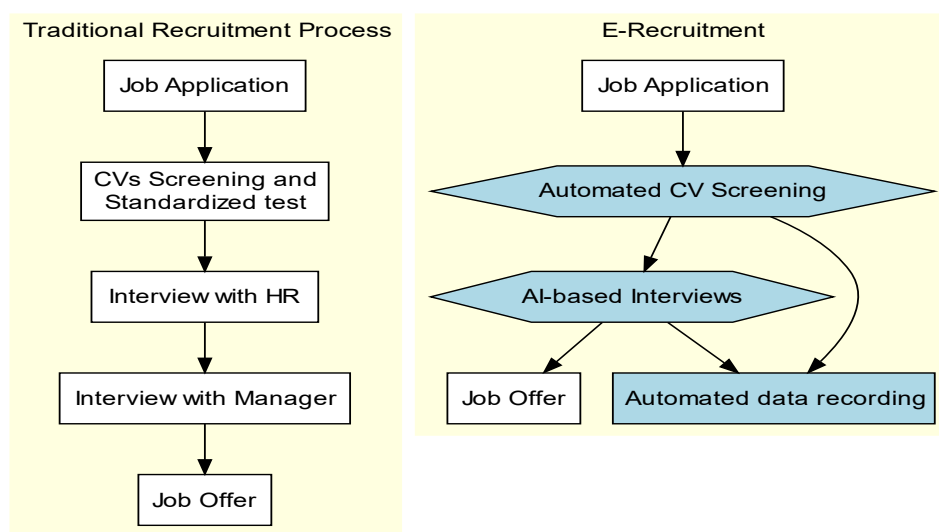 Traditional Recruitment Process
Job Application
CVs Screening and
Standardized test
Interview with HR
Interview with Manager
Job Offer
E-Recruitment
Job Application
Automated CV Screening
AI-based Interviews
Job Offer
Automated data recording